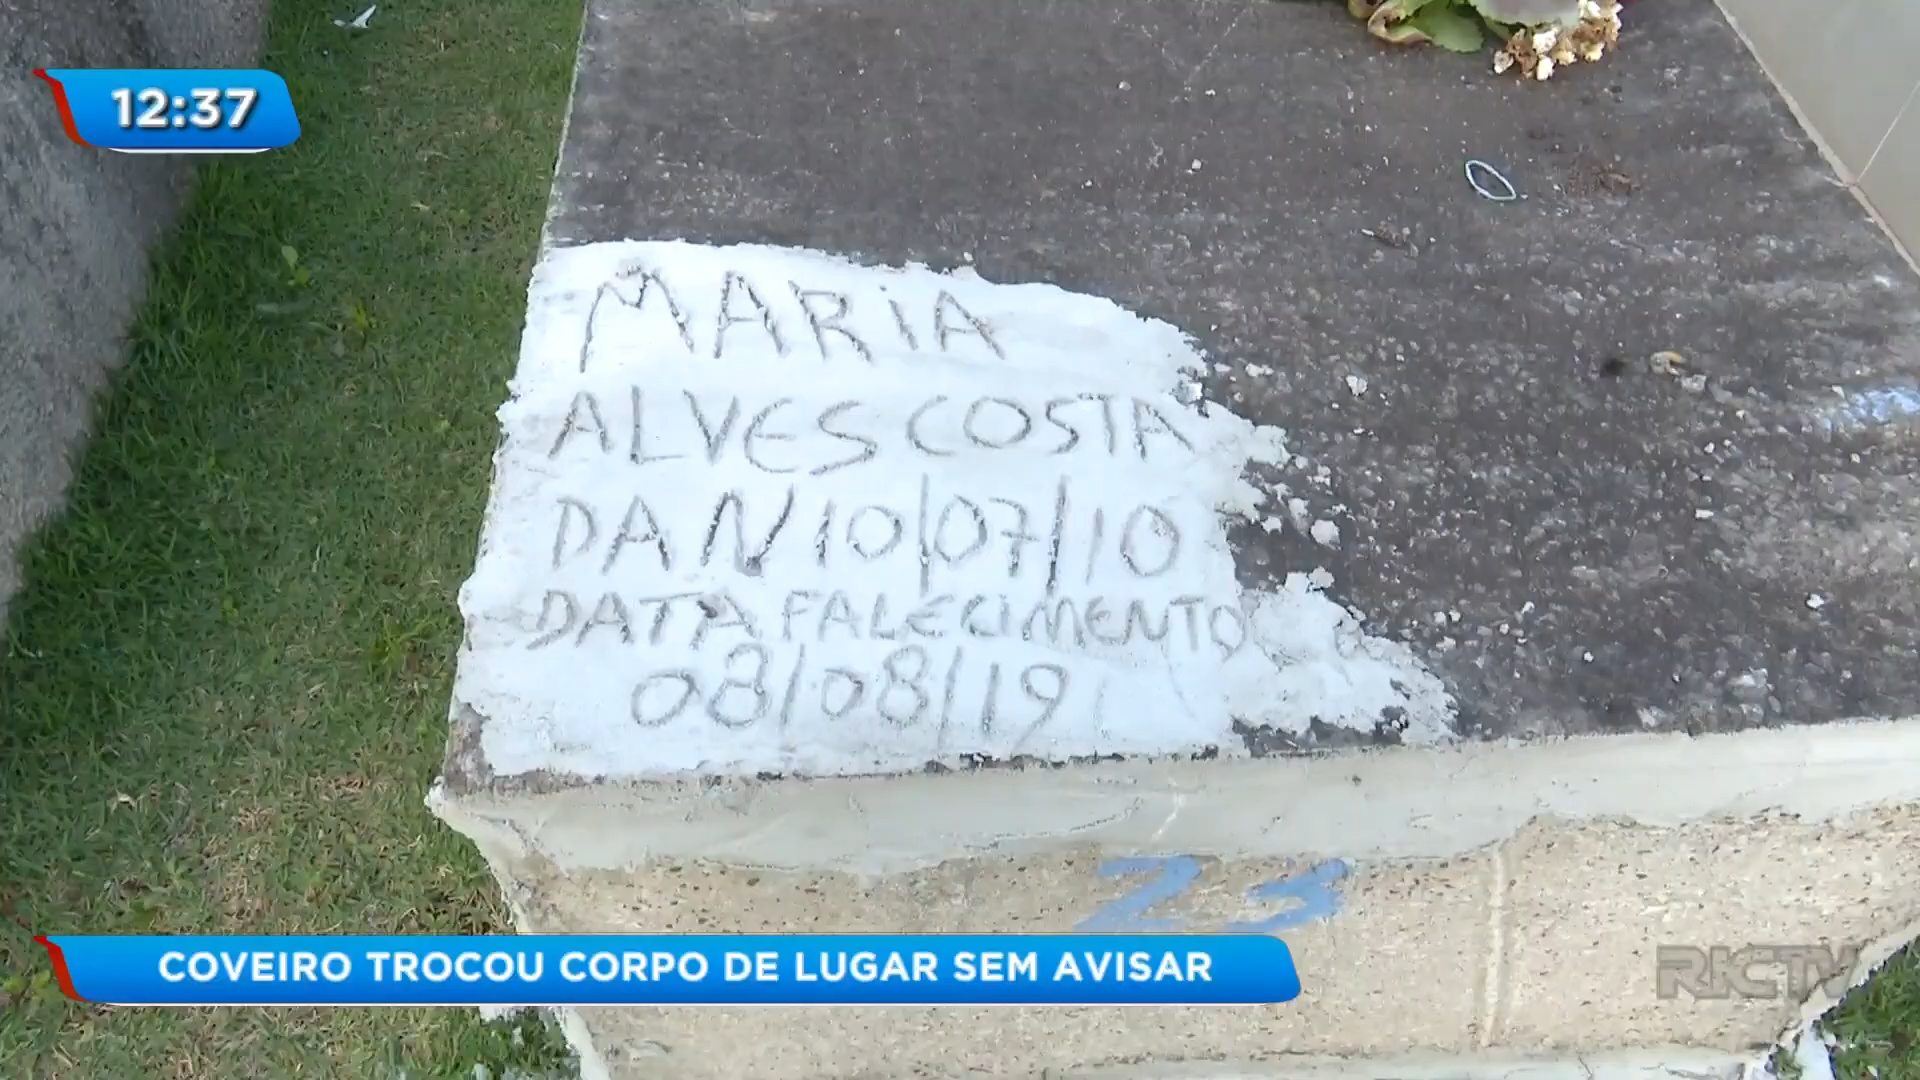 12:37
MARiA
ALVES COSTA
DAN 10/07/10
DATA FALECIMENTO
08/08/19
23
COVEIRO TROCOU CORPO DE LUGAR SEM AVISAR
RICTV